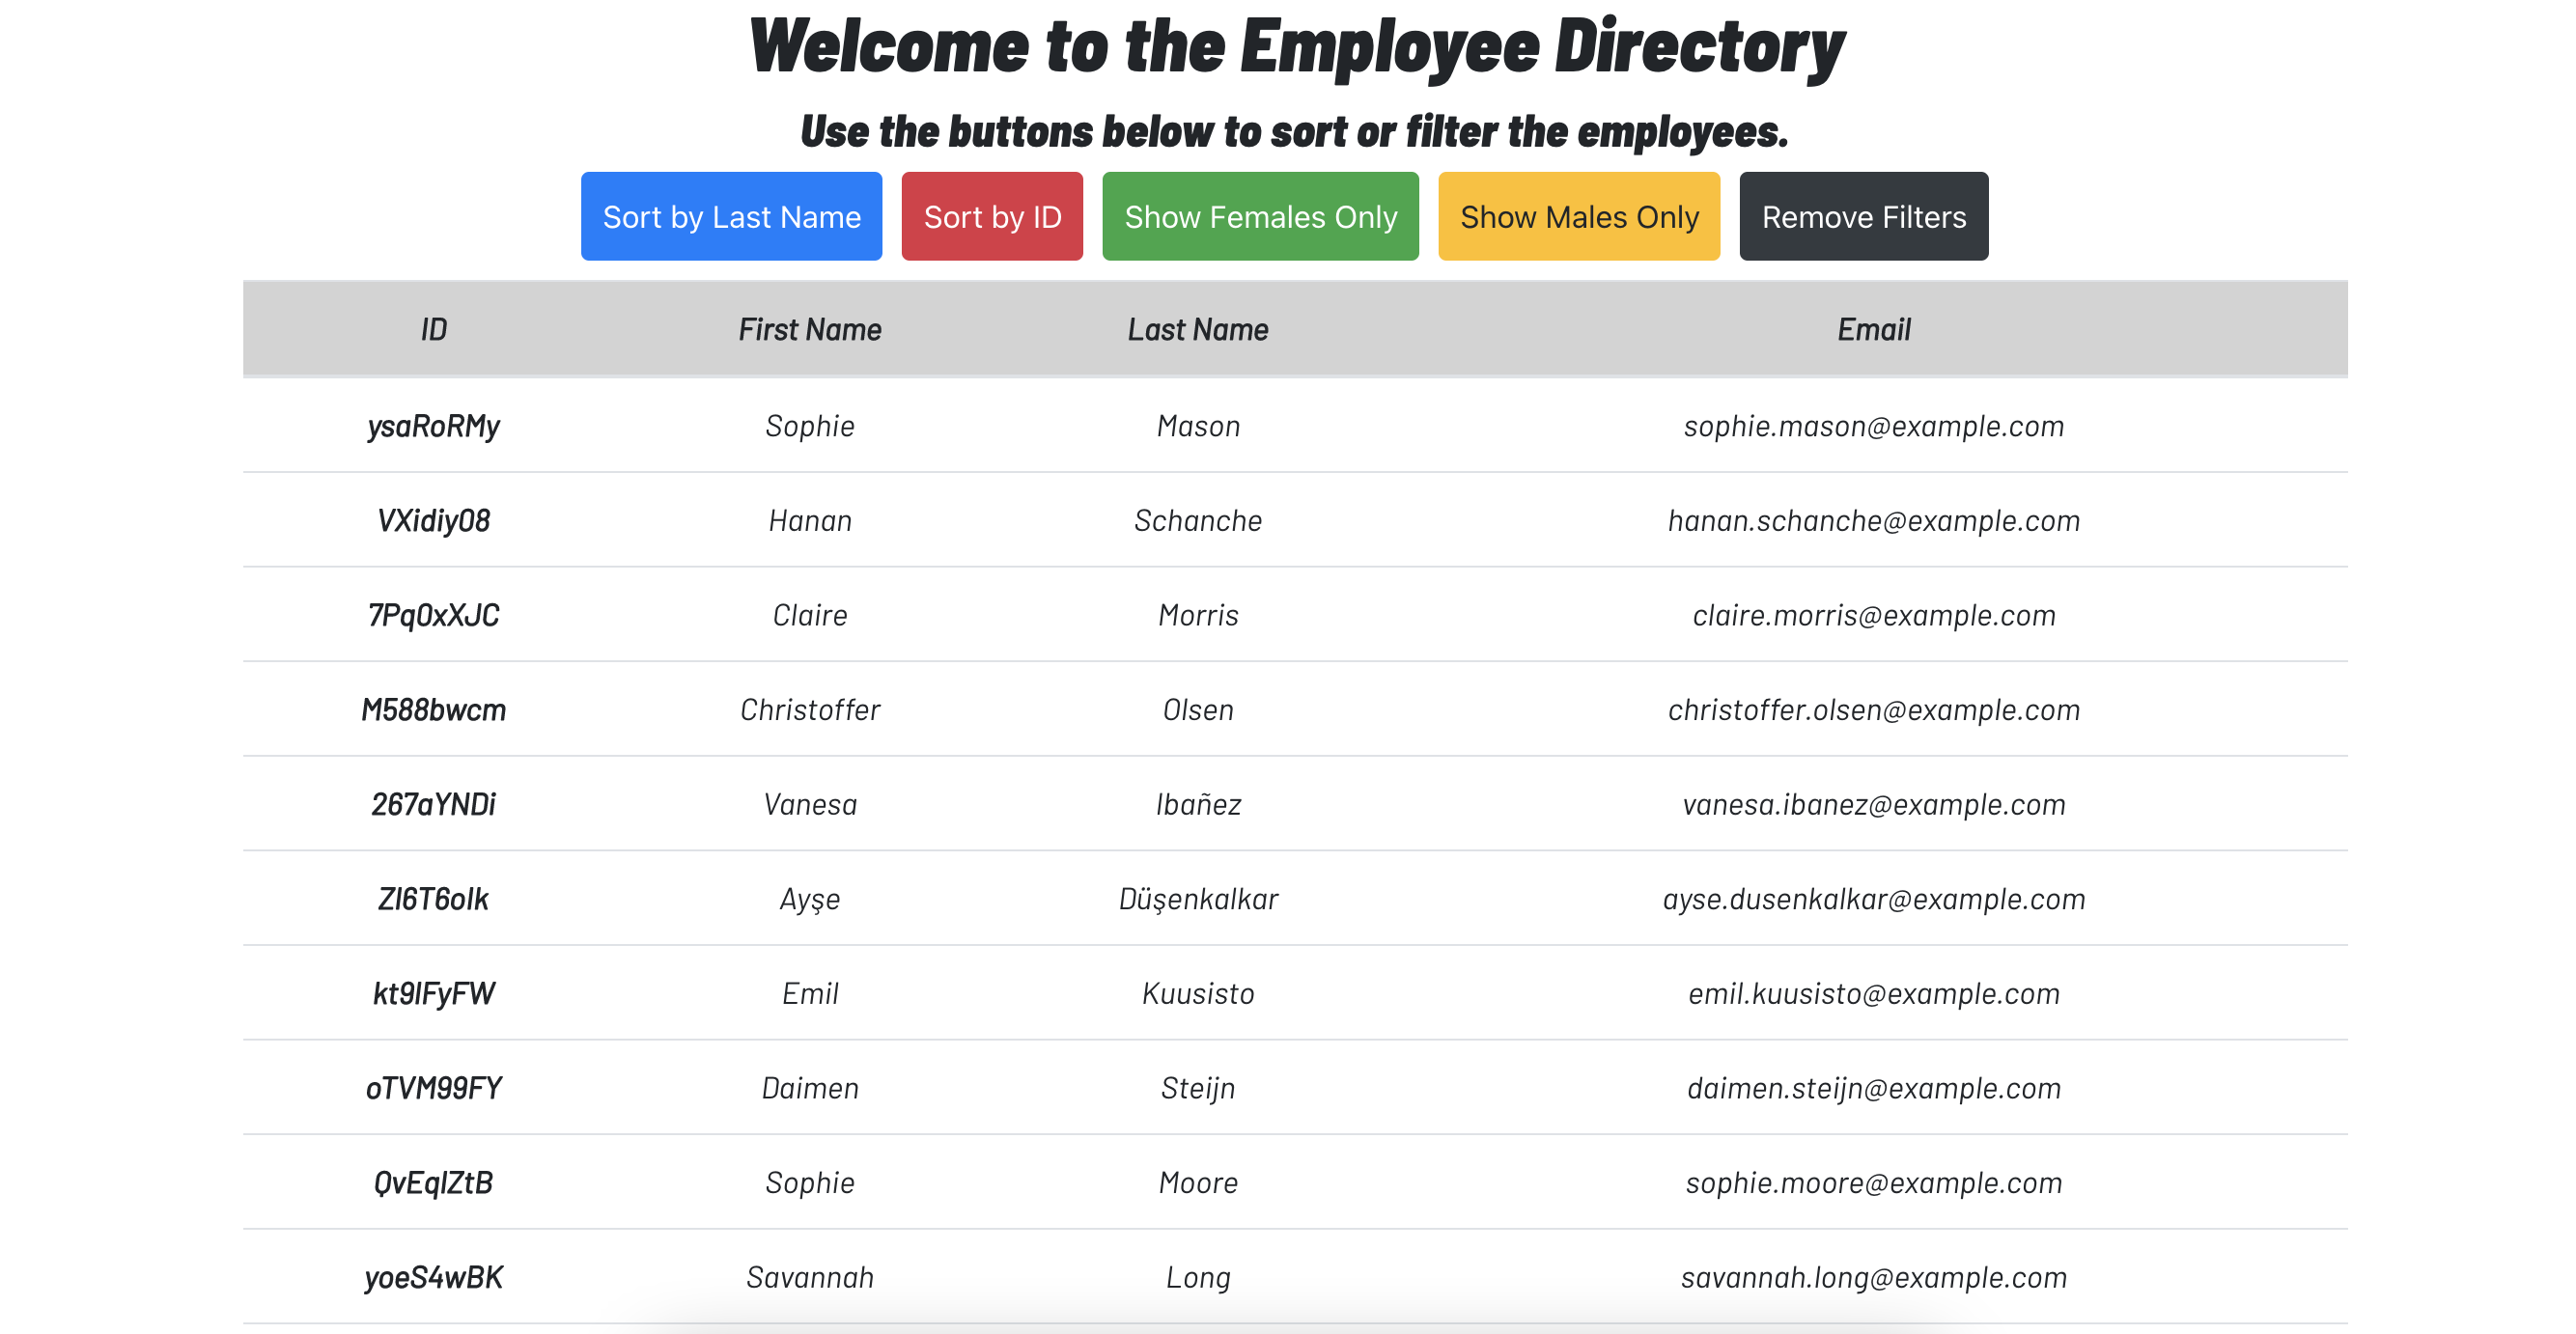 Welcome to the Employee Directory
Use the buttons below to sort or filter the employees.
Sort by Last Name Sort by ID Show Females Only Show Males Only Remove Filters
ID First Name Last Name Email
ysaRoRMy Sophie Mason sophie.mason@example.com
VXidiy08 Hanan Schanche hanan.schanche@example.com
7Pq0xXJC Claire Morris claire.morris@example.com
M588bwcm Christoffer Olsen christoffer.olsen@example.com
267aYNDi Vanesa Ibañez vanesa.ibanez@example.com
Zl6T6olk Ayşe Düşenkalkar ayse.dusenkalkar@example.com
kt9lFyFW Emil Kuusisto emil.kuusisto@example.com
oTVM99FY Daimen Steijn daimen.steijn@example.com
QvEqlZtB Sophie Moore sophie.moore@example.com
yoeS4wBK Savannah Long savannah.long@example.com